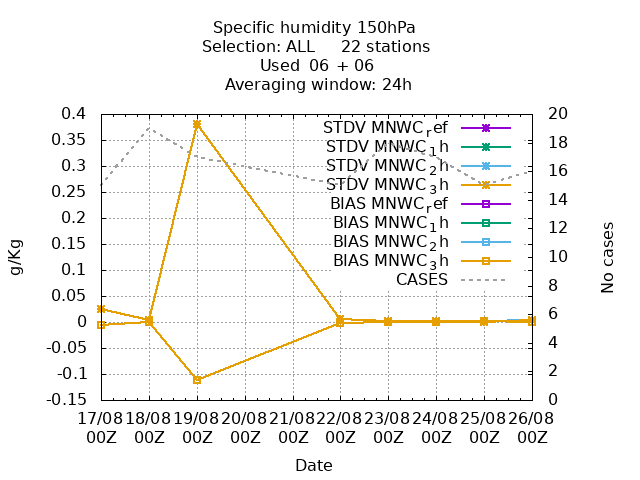 Specific humidity 150hPa
Selection: ALL 22 stations
Used 06 + 06
Averaging window: 24h
0.4
0.35
0.3
0.25
0.2
0.15
0.1
0.05
0
-0.05
-0.1
-0.15
g/Kg
20
18
16
14
12
10
8
6
4
2
0
No cases
STDV MNWC_ref
STDV MNWC_1h
STDV MNWC_2h
STDV MNWC_3h
BIAS MNWC_ref
BIAS MNWC_1h
BIAS MNWC_2h
BIAS MNWC_3h
CASES
17/08 18/08 19/08 20/08 21/08 22/08 23/08 24/08 25/08 26/08
00Z 00Z 00Z 00Z 00Z 00Z 00Z 00Z 00Z 00Z
Date